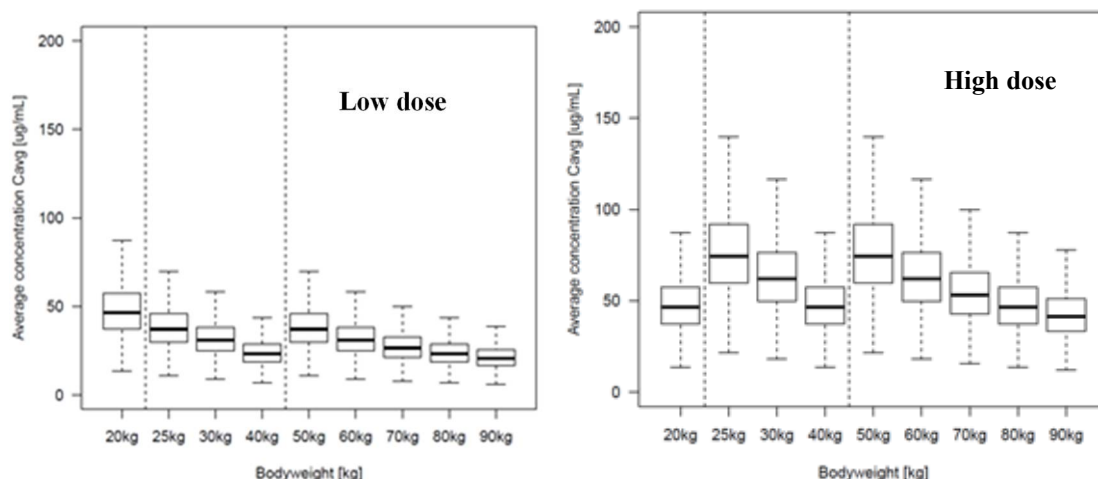 Low dose
Average concentration Cavg [ug/mL]
200
150
100
50
0
20kg 25kg 30kg 40kg 50kg 60kg 70kg 80kg 90kg
Bodyweight [kg]
High dose
Average concentration Cavg [ug/mL]
200
150
100
50
0
20kg 25kg 30kg 40kg 50kg 60kg 70kg 80kg 90kg
Bodyweight [kg]